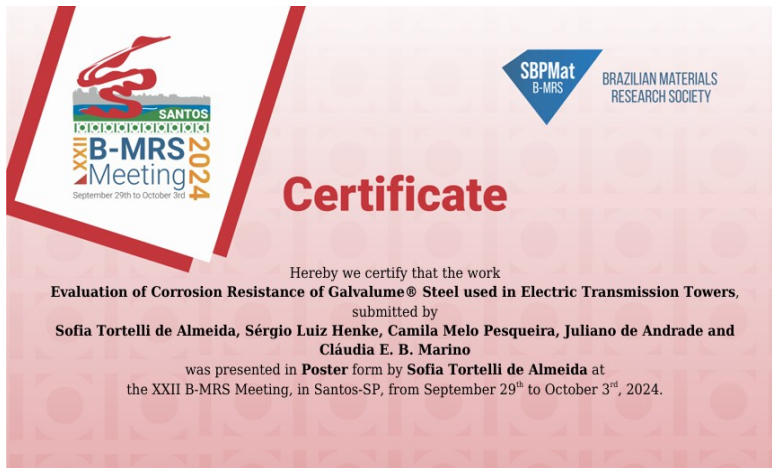 SANTOS
XXII
B-MRS
Meeting
2024
September 29th to October 3rd
SBPMat
B-MRS
BRAZILIAN MATERIALS
RESEARCH SOCIETY
Certificate
Hereby we certify that the work
Evaluation of Corrosion Resistance of Galvalume® Steel used in Electric Transmission Towers,
submitted by
Sofia Tortelli de Almeida, Sérgio Luiz Henke, Camila Melo Pesqueira, Juliano de Andrade and
Cláudia E. B. Marino
was presented in Poster form by Sofia Tortelli de Almeida at
the XXII B-MRS Meeting, in Santos-SP, from September 29th to October 3rd, 2024.